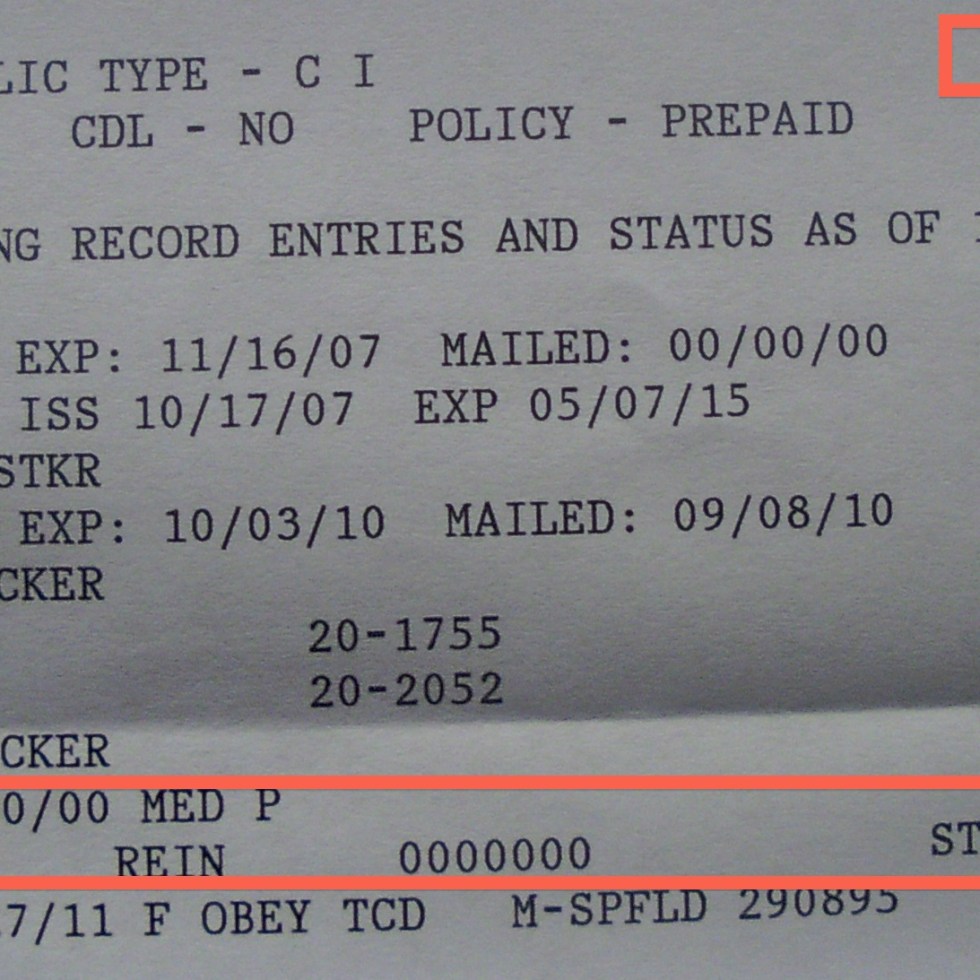 LIC TYPE - C I
CDL - NO POLICY - PREPAID
NG RECORD ENTRIES AND STATUS AS OF
EXP: 11/16/07 MAILED: 00/00/00
ISS 10/17/07 EXP 05/07/15
STKR
EXP: 10/03/10 MAILED: 09/08/10
CKER
20-1755
20-2052
CKER
0/00 MED P
REIN 0000000 ST
7/11 F OBEY TCD M-SPFLD 290895